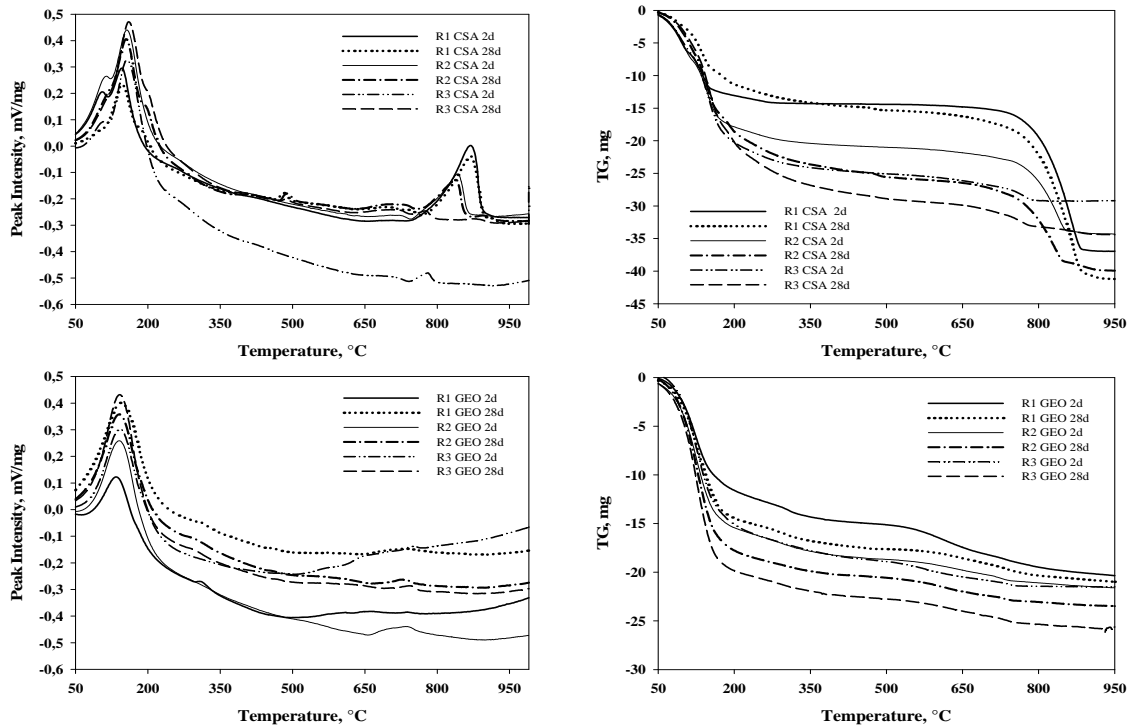 0,5
0,4
0,3
0,2
0,1
0,0
-0,2
-0,3
-0,4
-0,5
-0,6
Peak Intensity, mV/mg
R1 CSA 2d
R1 CSA 28d
R2 CSA 2d
R2 CSA 28d
R3 CSA 2d
R3 CSA 28d
50 200 350 500 650 800 950
Temperature, °C
0
-5
-10
-15
-20
-25
-30
-35
-40
-45
TG, mg
R1 CSA 2d
R1 CSA 28d
R2 CSA 2d
R2 CSA 28d
R3 CSA 2d
R3 CSA 28d
50 200 350 500 650 800 950
Temperature, °C
0,5
0,4
0,3
0,2
0,1
0,0
-0,2
-0,3
-0,4
-0,5
-0,6
Peak Intensity, mV/mg
R1 GEO 2d
R1 GEO 28d
R2 GEO 2d
R2 GEO 28d
R3 GEO 2d
R3 GEO 28d
50 200 350 500 650 800 950
Temperature, °C
0
-5
-10
-15
-20
-25
-30
TG, mg
R1 GEO 2d
R1 GEO 28d
R2 GEO 2d
R2 GEO 28d
R3 GEO 2d
R3 GEO 28d
50 200 350 500 650 800 950
Temperature, °C